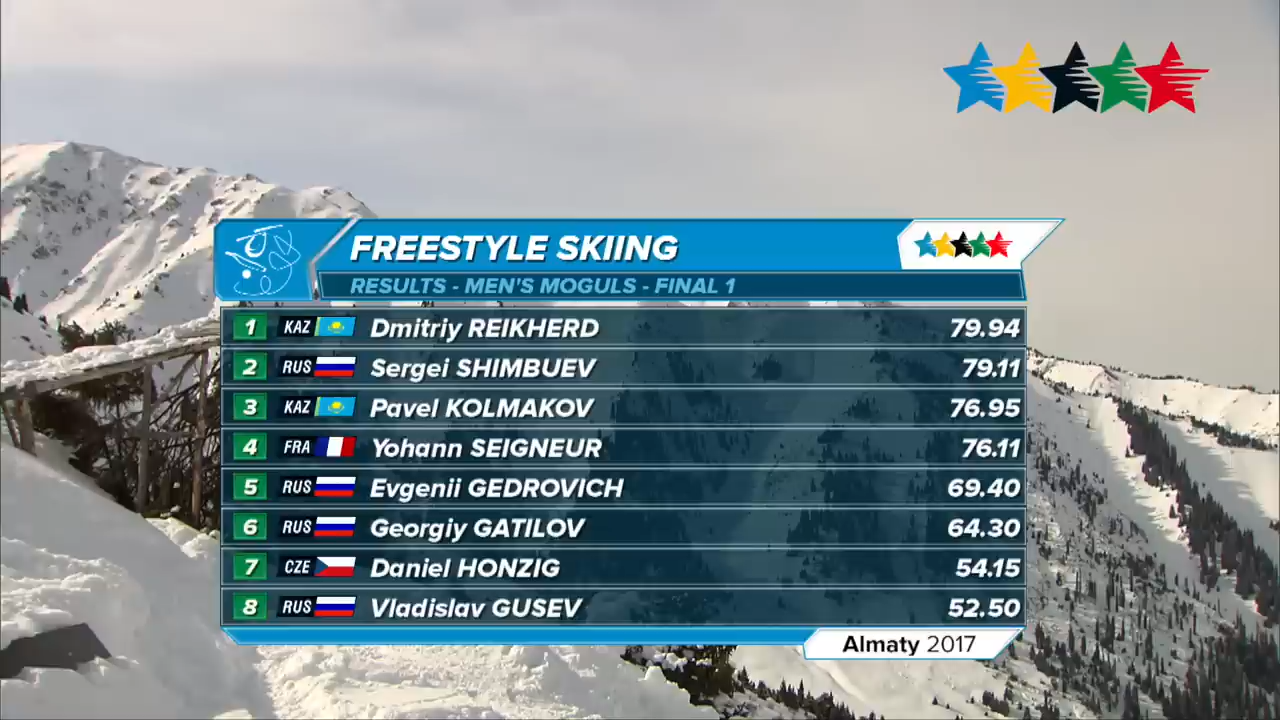 FREESTYLE SKIING
RESULTS - MEN'S MOGULS - FINAL 1
1 KAZ Dmitriy REIKHERD 79.94
2 RUS Sergei SHIMBUEV 79.11
3 KAZ Pavel KOLMAKOV 76.95
4 FRA Yohann SEIGNEUR 76.11
5 RUS Evgenii GEDROVICH 69.40
6 RUS Georgiy GATILOV 64.30
7 CZE Daniel HONZIG 54.15
8 RUS Vladislav GUSEV 52.50
Almaty 2017